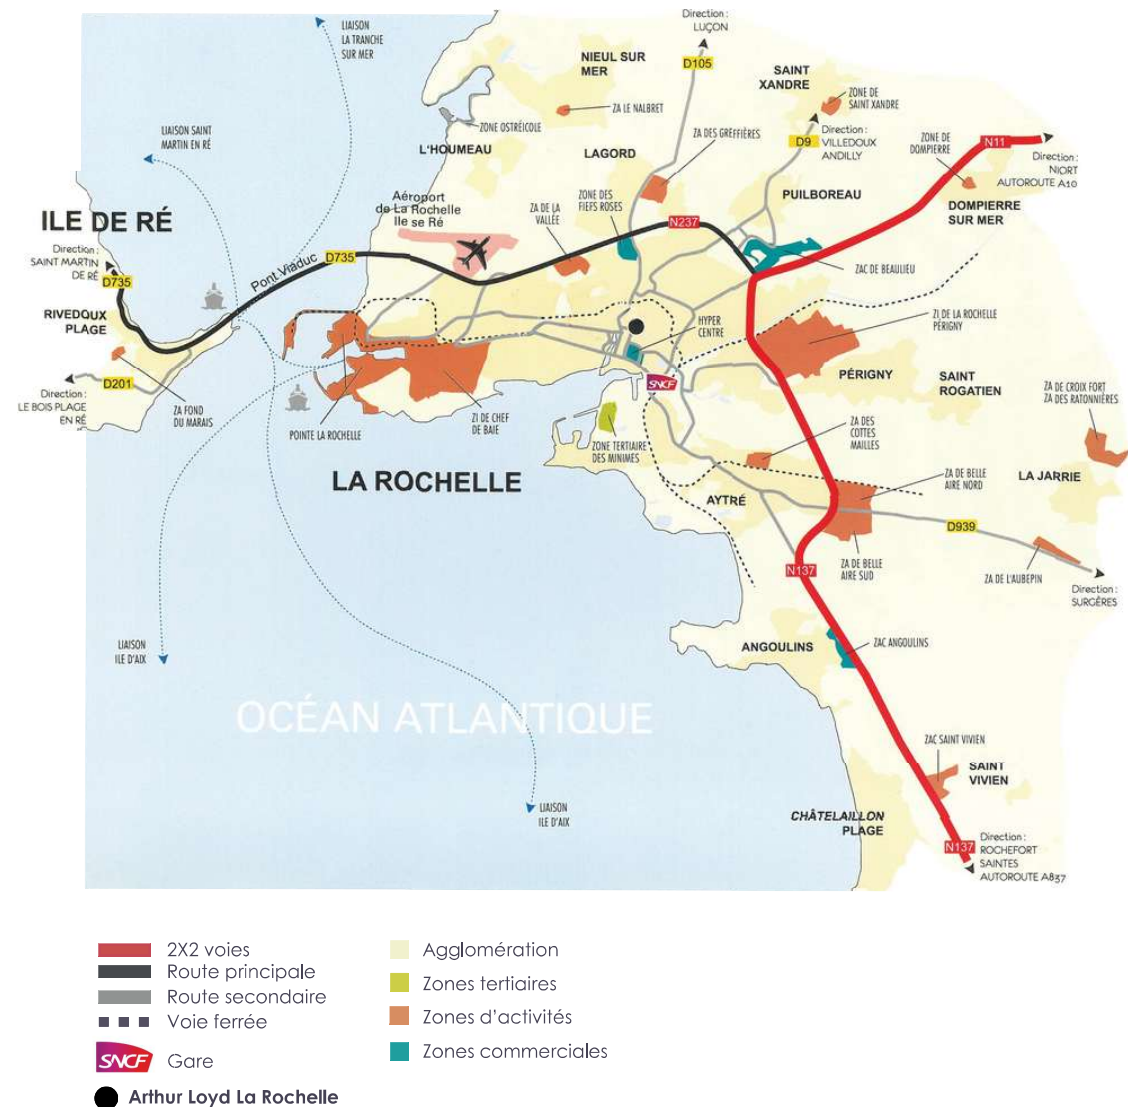 Direction :
LUÇON
D105
LIAISON
LA TRANCHE
SUR MER
NIEUL SUR
MER
SAINT
XANDRE
ZONE DE
SAINT XANDRE
ZA LE NALBRET
ZONE OSTRÉICOLE
ZA DES GREFFIÈRES
LIAISON SAINT
MARTIN EN RÉ
L'HOUMEAU
LAGORD
D9
Direction :
VILLEDOUX
ANDILLY
ZONE DE
DOMPIERRE
N11
Direction :
NIORT
AUTOROUTE A10
PUILBOREAU
DOMPIERRE
SUR MER
Aéroport
de La Rochelle
Ile se Ré
ZA DE LA
VALLÉE
ZONE DES
FIEFS ROSES
N237
ILE DE RÉ
Direction :
SAINT MARTIN
DE RÉ
D735
Pont Viaduc
D735
ZAC DE BEAULIEU
RIVEDOUX
PLAGE
HYPER
CENTRE
ZI DE LA ROCHELLE
PÉRIGNY
D201
Direction :
LE BOIS PLAGE
EN RÉ
ZA FOND
DU MARAIS
SNCF
PÉRIGNY
SAINT
ROGATIEN
ZA DE CROIX FORT
ZA DES RATONNIÈRES
POINTE LA ROCHELLE
ZI DE CHEF
DE BAIE
ZONE TERTIAIRE
DES MINIMES
ZA DES
COTTES
MAILLES
LA ROCHELLE
ZA DE BELLE
AIRE NORD
LA JARRIE
AYTRÉ
D939
ZA DE BELLE
AIRE SUD
N137
ZA DE L'AUBEPIN
Direction :
SURGÈRES
LIAISON
ILE D'AIX
ANGOULINS
ZAC ANGOULINS
OCÉAN ATLANTIQUE
ZAC SAINT VIVIEN
SAINT
VIVIEN
LIAISON
ILE D'AIX
CHÂTELAILLON
PLAGE
N137
Direction :
ROCHEFORT
SAINTES
AUTOROUTE A837
2X2 voies
Route principale
Route secondaire
Voie ferrée
SNCF Gare
Arthur Loyd La Rochelle
Agglomération
Zones tertiaires
Zones d'activités
Zones commerciales